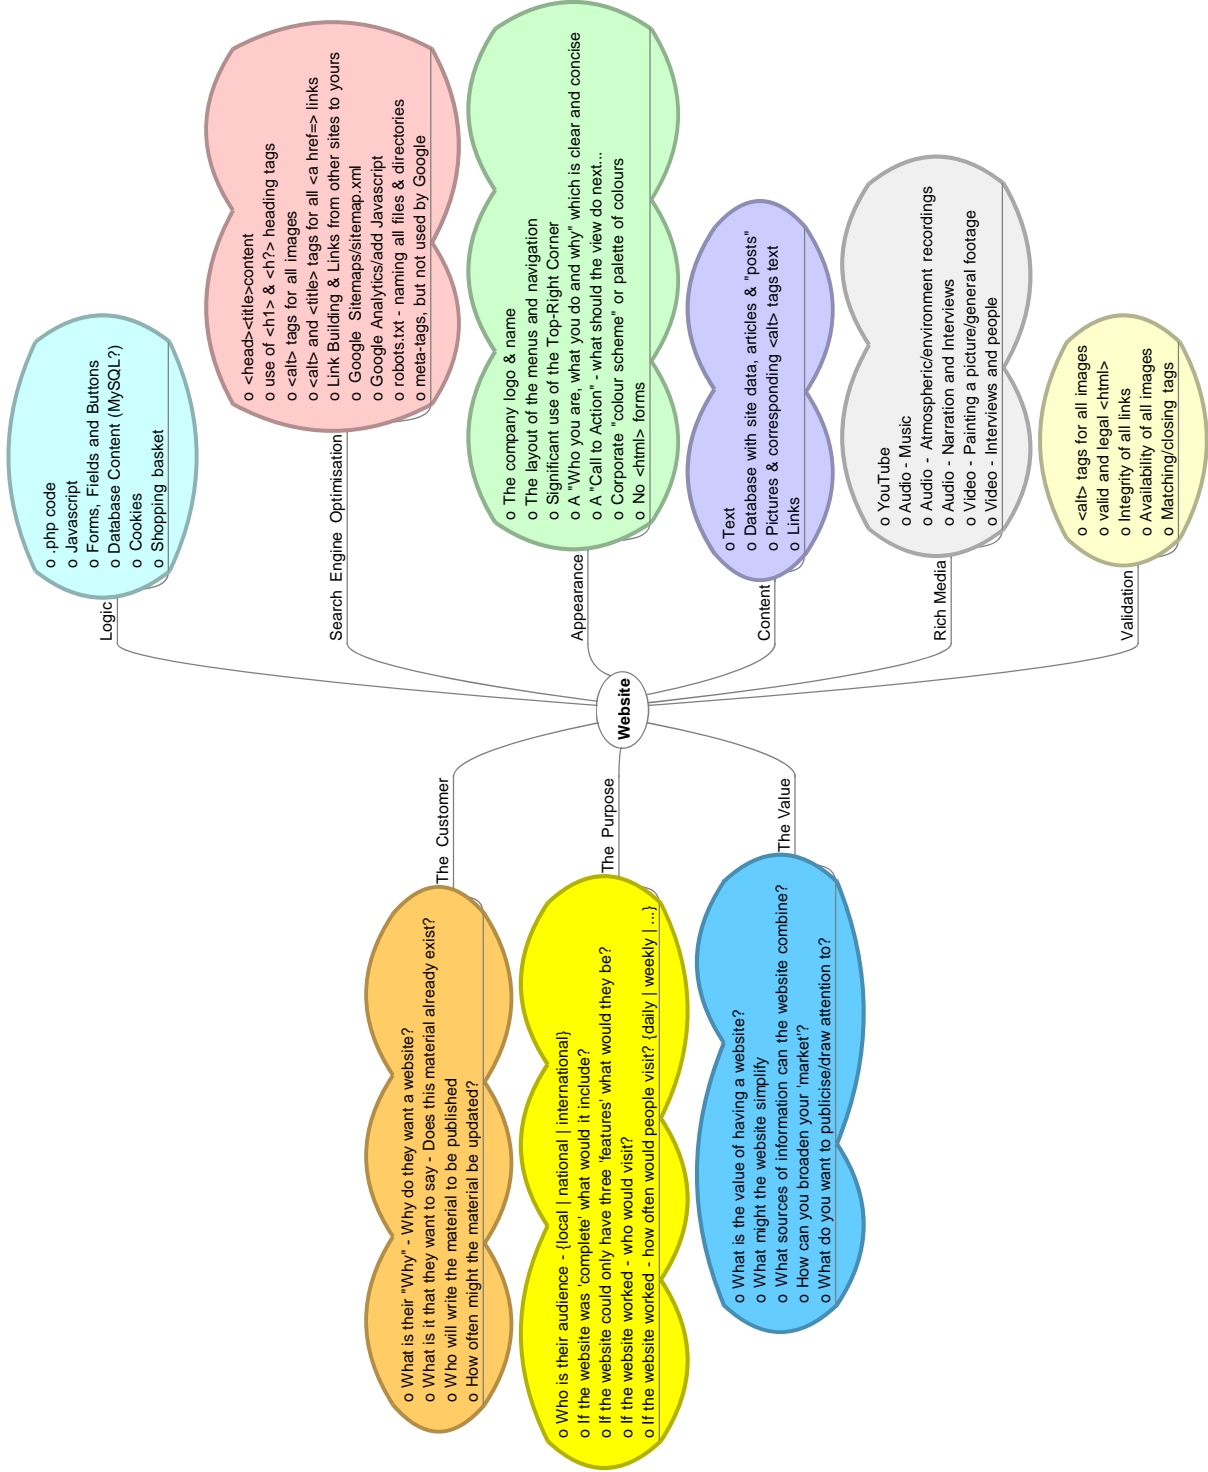 Website
The Customer
o What is their "Why" - Why do they want a website?
o What is it that they want to say - Does this material already exist?
o Who will write the material to be published
o How often might the material be updated?
The Purpose
o Who is their audience - {local | national | international}
o If the website was 'complete' what would it include?
o If the website could only have three 'features' what would they be?
o If the website worked - who would visit?
o If the website worked - how often would people visit? {daily | weekly | ...}
The Value
o What is the value of having a website?
o What might the website simplify
o What sources of information can the website combine?
o How can you broaden your 'market'?
o What do you want to publicise/draw attention to?
Logic
o .php code
o Javascript
o Forms, Fields and Buttons
o Database Content (MySQL?)
o Cookies
o Shopping basket
Search Engine Optimisation
o <head><title>content
o use of <h1> & <h?> heading tags
o <alt> tags for all images
o <alt> and <title> tags for all <a href=> links
o Link Building & Links from other sites to yours
o Google Sitemaps/sitemap.xml
o Google Analytics/add Javascript
o robots.txt - naming all files & directories
o meta-tags, but not used by Google
Appearance
o The company logo & name
o The layout of the menus and navigation
o Significant use of the Top-Right Corner
o A "Who you are, what you do and why" which is clear and concise
o A "Call to Action" - what should the view do next...
o Corporate "colour scheme" or palette of colours
o No <html> forms
Content
o Text
o Database with site data, articles & "posts"
o Pictures & corresponding <alt> tags text
o Links
Rich Media
o YouTube
o Audio - Music
o Audio - Atmospheric/environment recordings
o Audio - Narration and Interviews
o Video - Painting a picture/general footage
o Video - Interviews and people
Validation
o <alt> tags for all images
o valid and legal <html>
o Integrity of all links
o Availability of all images
o Matching/closing tags